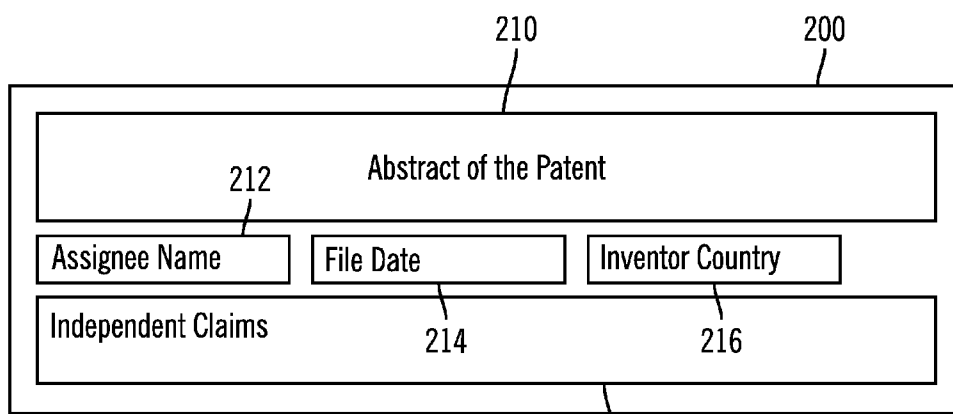 210
200
Abstract of the Patent
212
Assignee Name
File Date
Inventor Country
Independent Claims
214
216